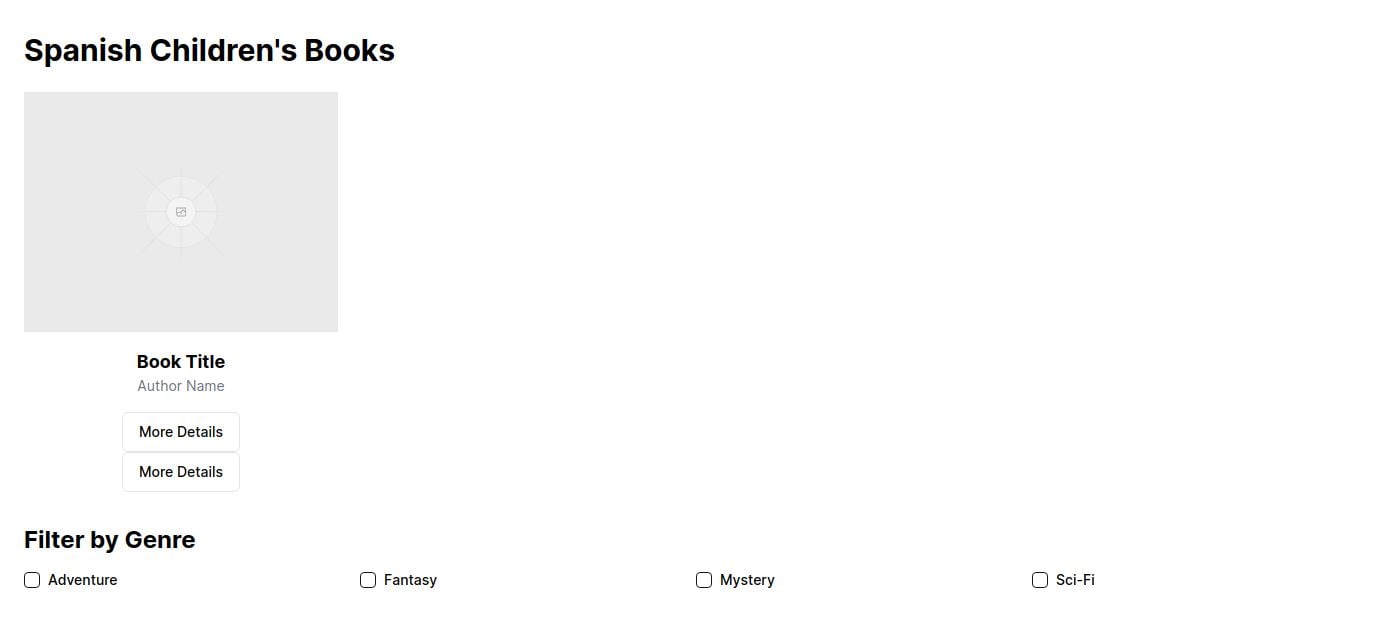 Spanish Children's Books
Book Title
Author Name
More Details
More Details
Filter by Genre
Adventure
Fantasy
Mystery
Sci-Fi